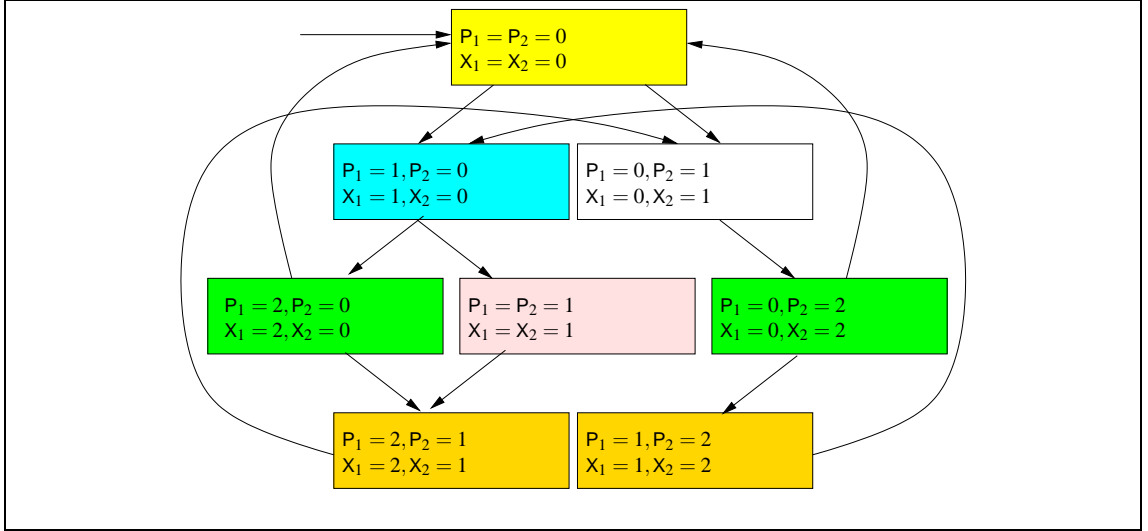 P₁ = P₂ = 0
X₁ = X₂ = 0
P₁ = 1, P₂ = 0
X₁ = 1, X₂ = 0
P₁ = 0, P₂ = 1
X₁ = 0, X₂ = 1
P₁ = 2, P₂ = 0
X₁ = 2, X₂ = 0
P₁ = P₂ = 1
X₁ = X₂ = 1
P₁ = 0, P₂ = 2
X₁ = 0, X₂ = 2
P₁ = 2, P₂ = 1
X₁ = 2, X₂ = 1
P₁ = 1, P₂ = 2
X₁ = 1, X₂ = 2